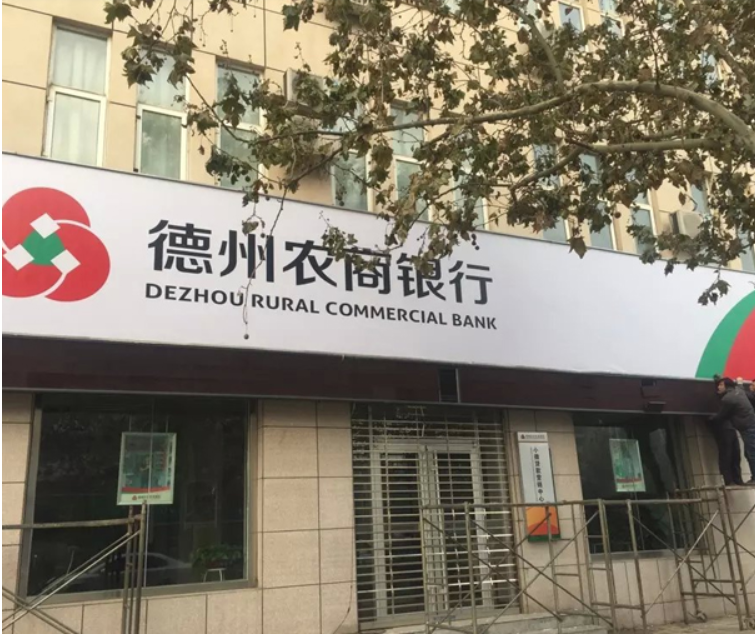 德州农商银行
DEZHOU RURAL COMMERCIAL BANK